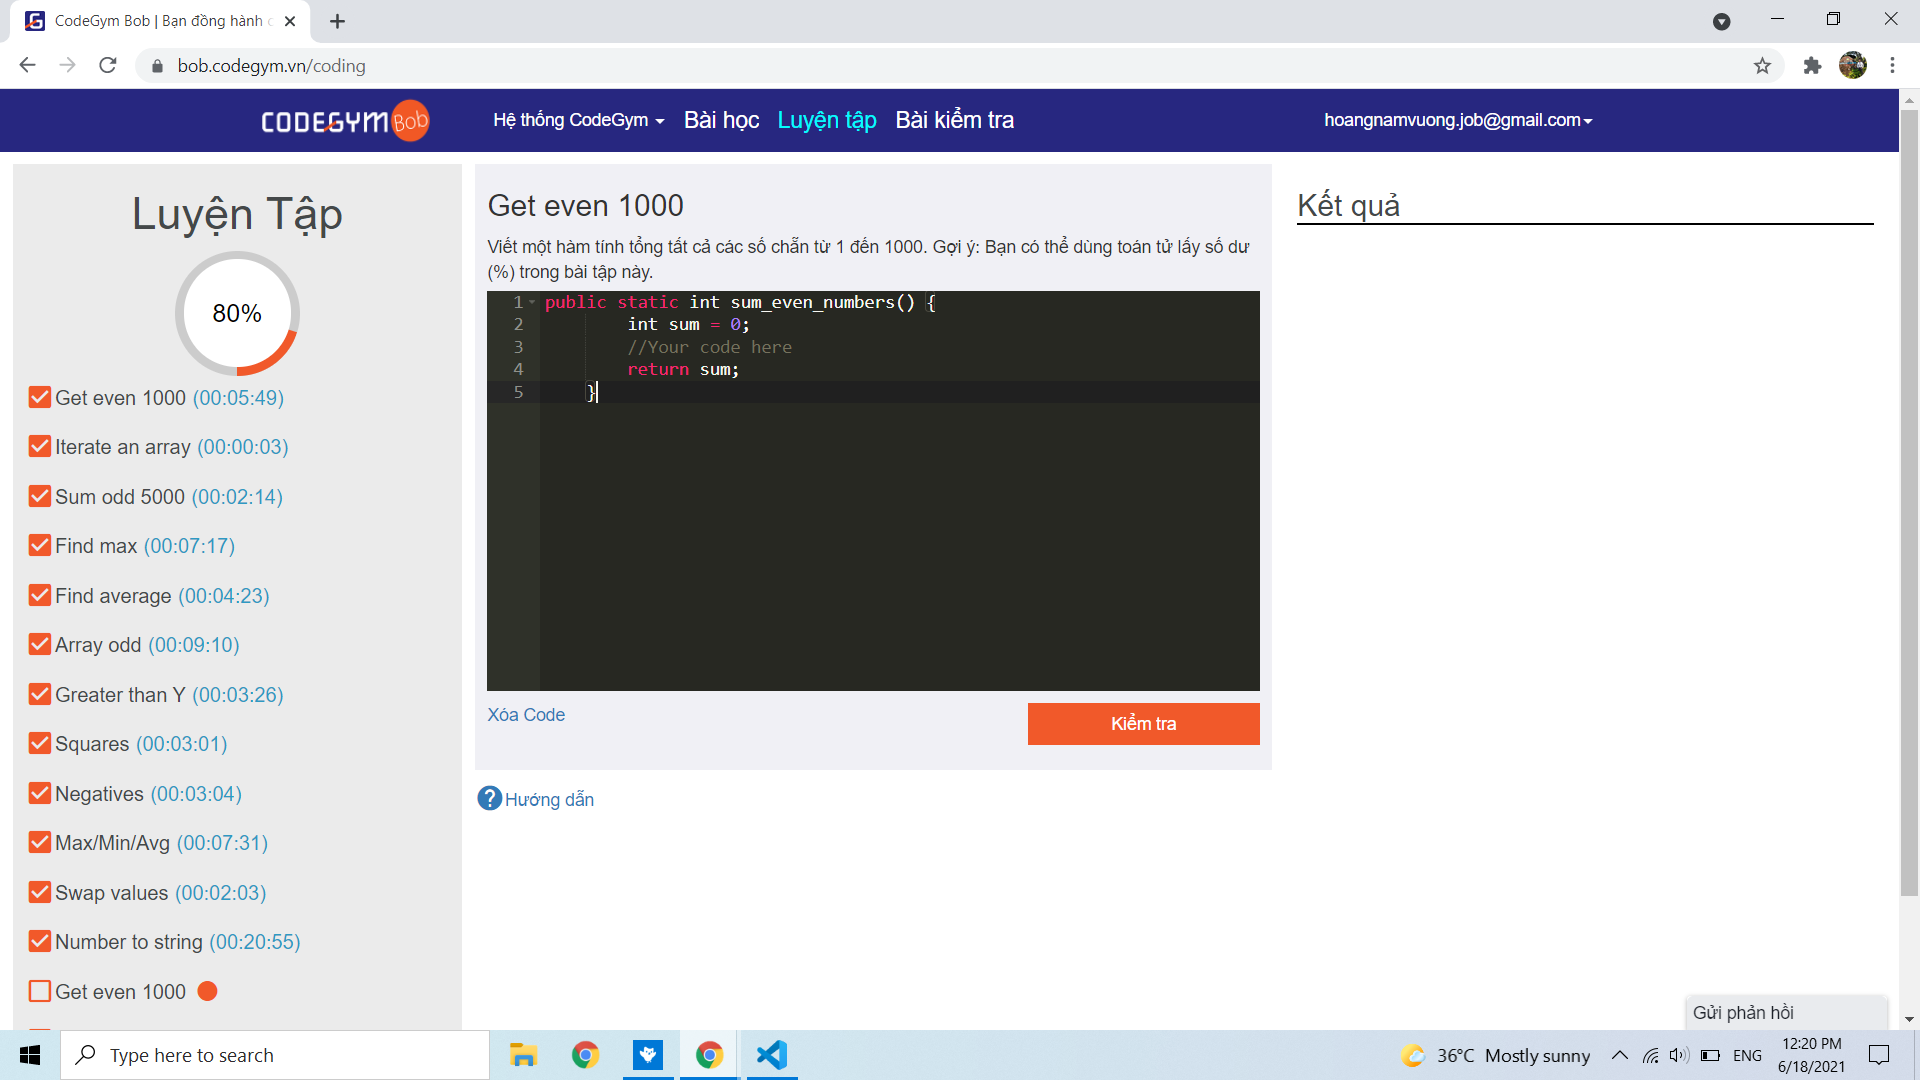 CodeGym Bob | Bạn đồng hành c
bob.codegym.vn/coding
CODEGYM Bob
Hệ thống CodeGym
Bài học
Luyện tập
Bài kiểm tra
hoangnamvuong.job@gmail.com
Luyện Tập
80%
Get even 1000 (00:05:49)
Iterate an array (00:00:03)
Sum odd 5000 (00:02:14)
Find max (00:07:17)
Find average (00:04:23)
Array odd (00:09:10)
Greater than Y (00:03:26)
Squares (00:03:01)
Negatives (00:03:04)
Max/Min/Avg (00:07:31)
Swap values (00:02:03)
Number to string (00:20:55)
Get even 1000
Get even 1000
Viết một hàm tính tổng tất cả các số chẵn từ 1 đến 1000. Gợi ý: Bạn có thể dùng toán tử lấy số dư
(%) trong bài tập này.
1 public static int sum_even_numbers() {
2 int sum = 0;
3 //Your code here
4 return sum;
5 }
Xóa Code
Kiểm tra
? Hướng dẫn
Kết quả
Gửi phản hồi
Type here to search
36°C Mostly sunny
ENG
12:20 PM
6/18/2021